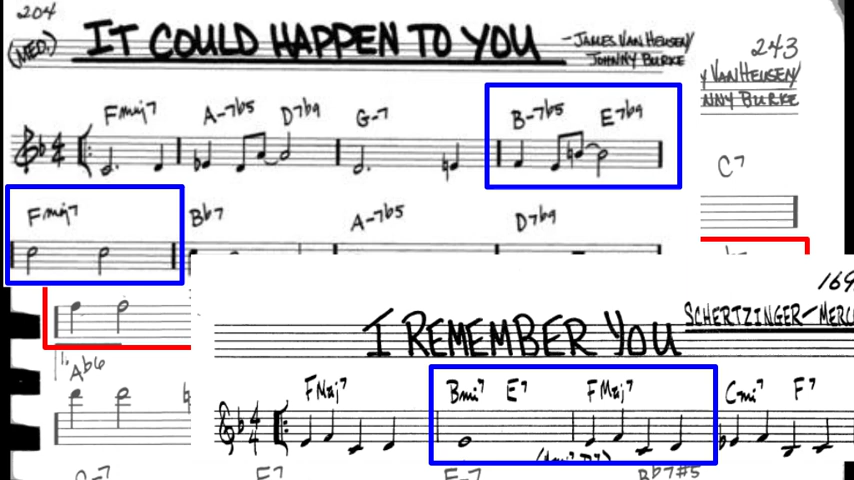 204
(MED.) IT COULD HAPPEN TO YOU
-JAMES VAN HEUSEN/
JOHNNY BURKE
243
Y VAN HEUSEN/
NNY BURKE
Fmaj7 A-7b5 D7b9 G-7 B-7b5 E7b9
C7
Fmaj7 Bb7 A-7b5 D7b9
169
I REMEMBER YOU
SCHERTZINGER-MERC
1. Ab6
FMaj7 Bmi7 E7 FMaj7 Cmi7 F7